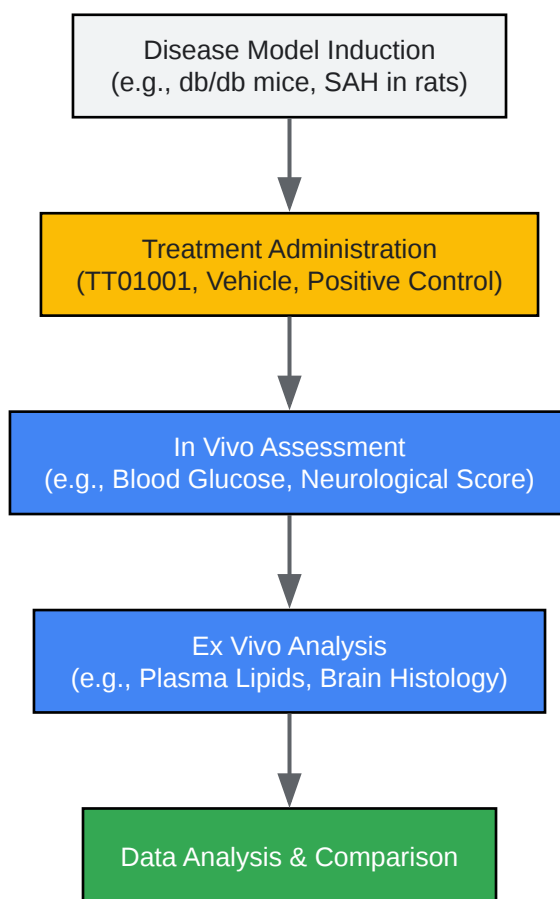 Disease Model Induction
(e.g., db/db mice, SAH in rats)
Treatment Administration
(TT01001, Vehicle, Positive Control)
In Vivo Assessment
(e.g., Blood Glucose, Neurological Score)
Ex Vivo Analysis
(e.g., Plasma Lipids, Brain Histology)
Data Analysis & Comparison